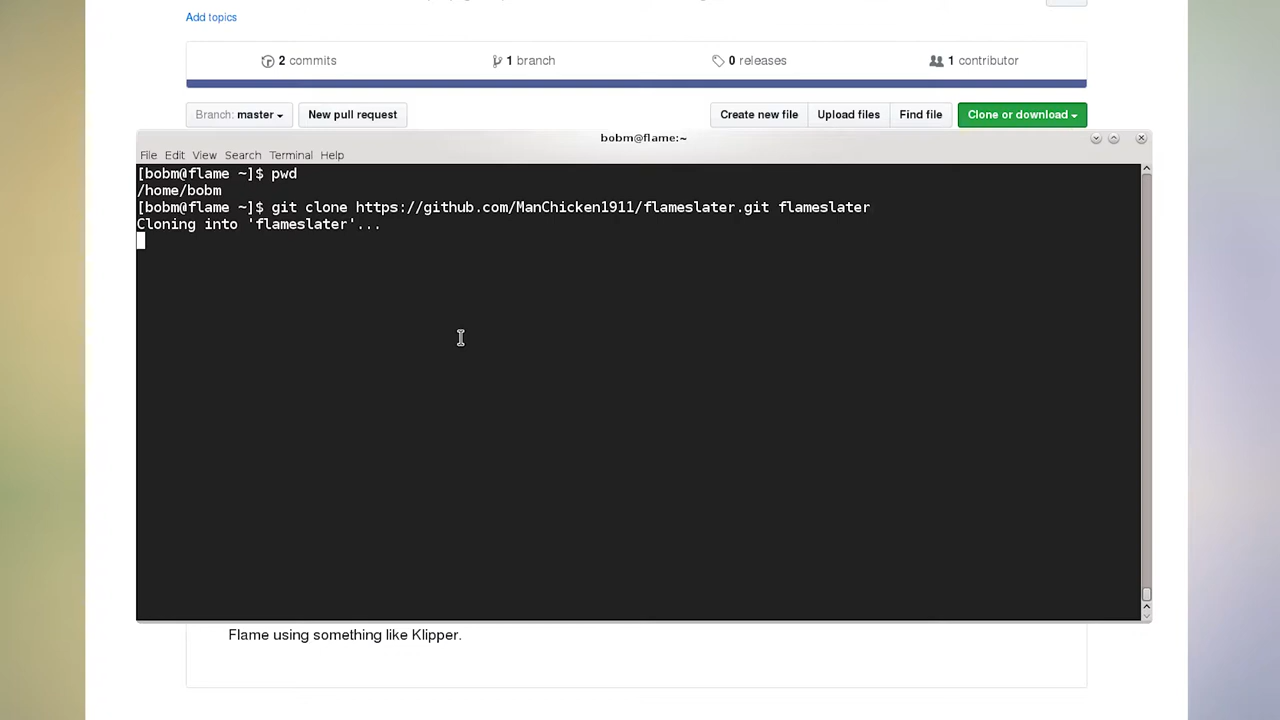 Add topics
2 commits
1 branch
0 releases
1 contributor
Branch: master
New pull request
Create new file
Upload files
Find file
Clone or download
bobm@flame:~
File Edit View Search Terminal Help
[bobm@flame ~]$ pwd
/home/bobm
[bobm@flame ~]$ git clone https://github.com/ManChicken1911/flameslater.git flameslater
Cloning into 'flameslater'...
Flame using something like Klipper.